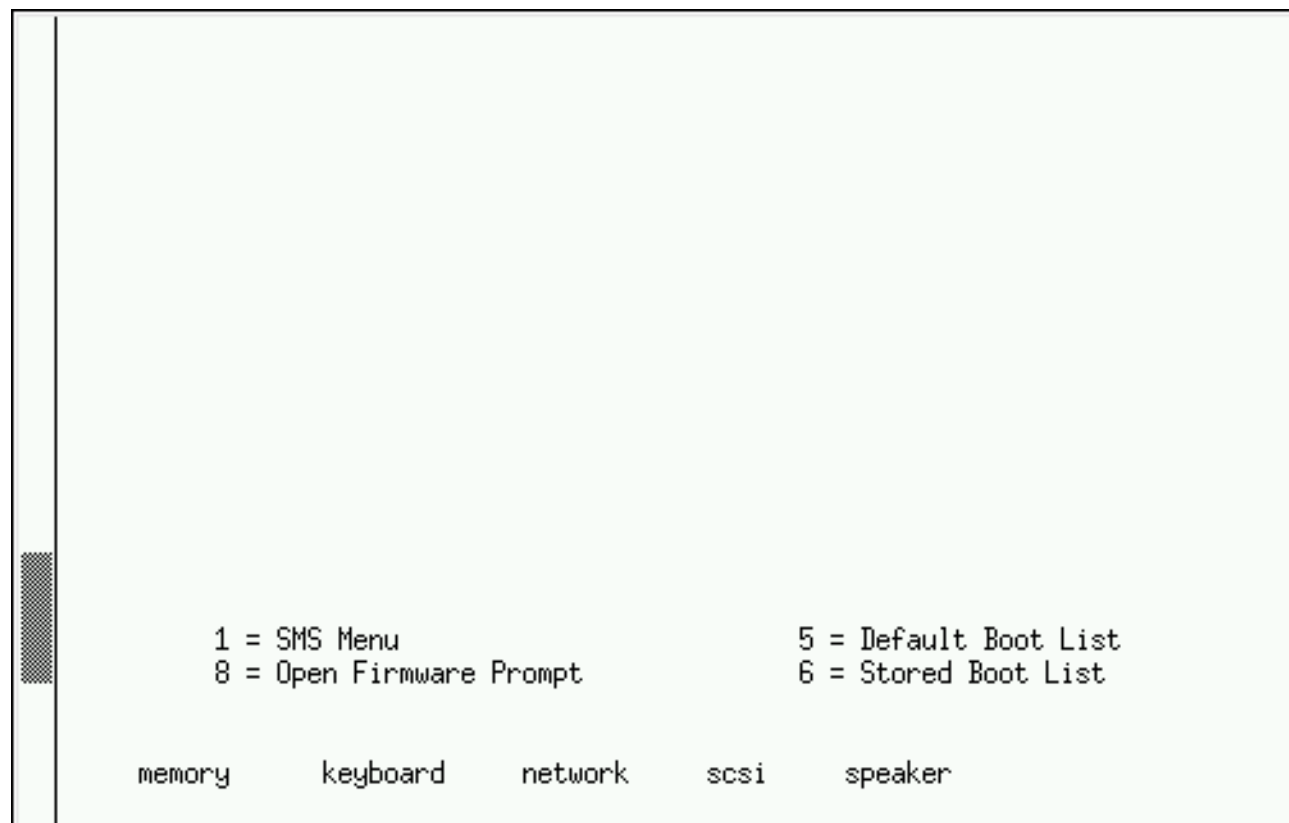 1 = SMS Menu 5 = Default Boot List
8 = Open Firmware Prompt 6 = Stored Boot List
memory keyboard network scsi speaker